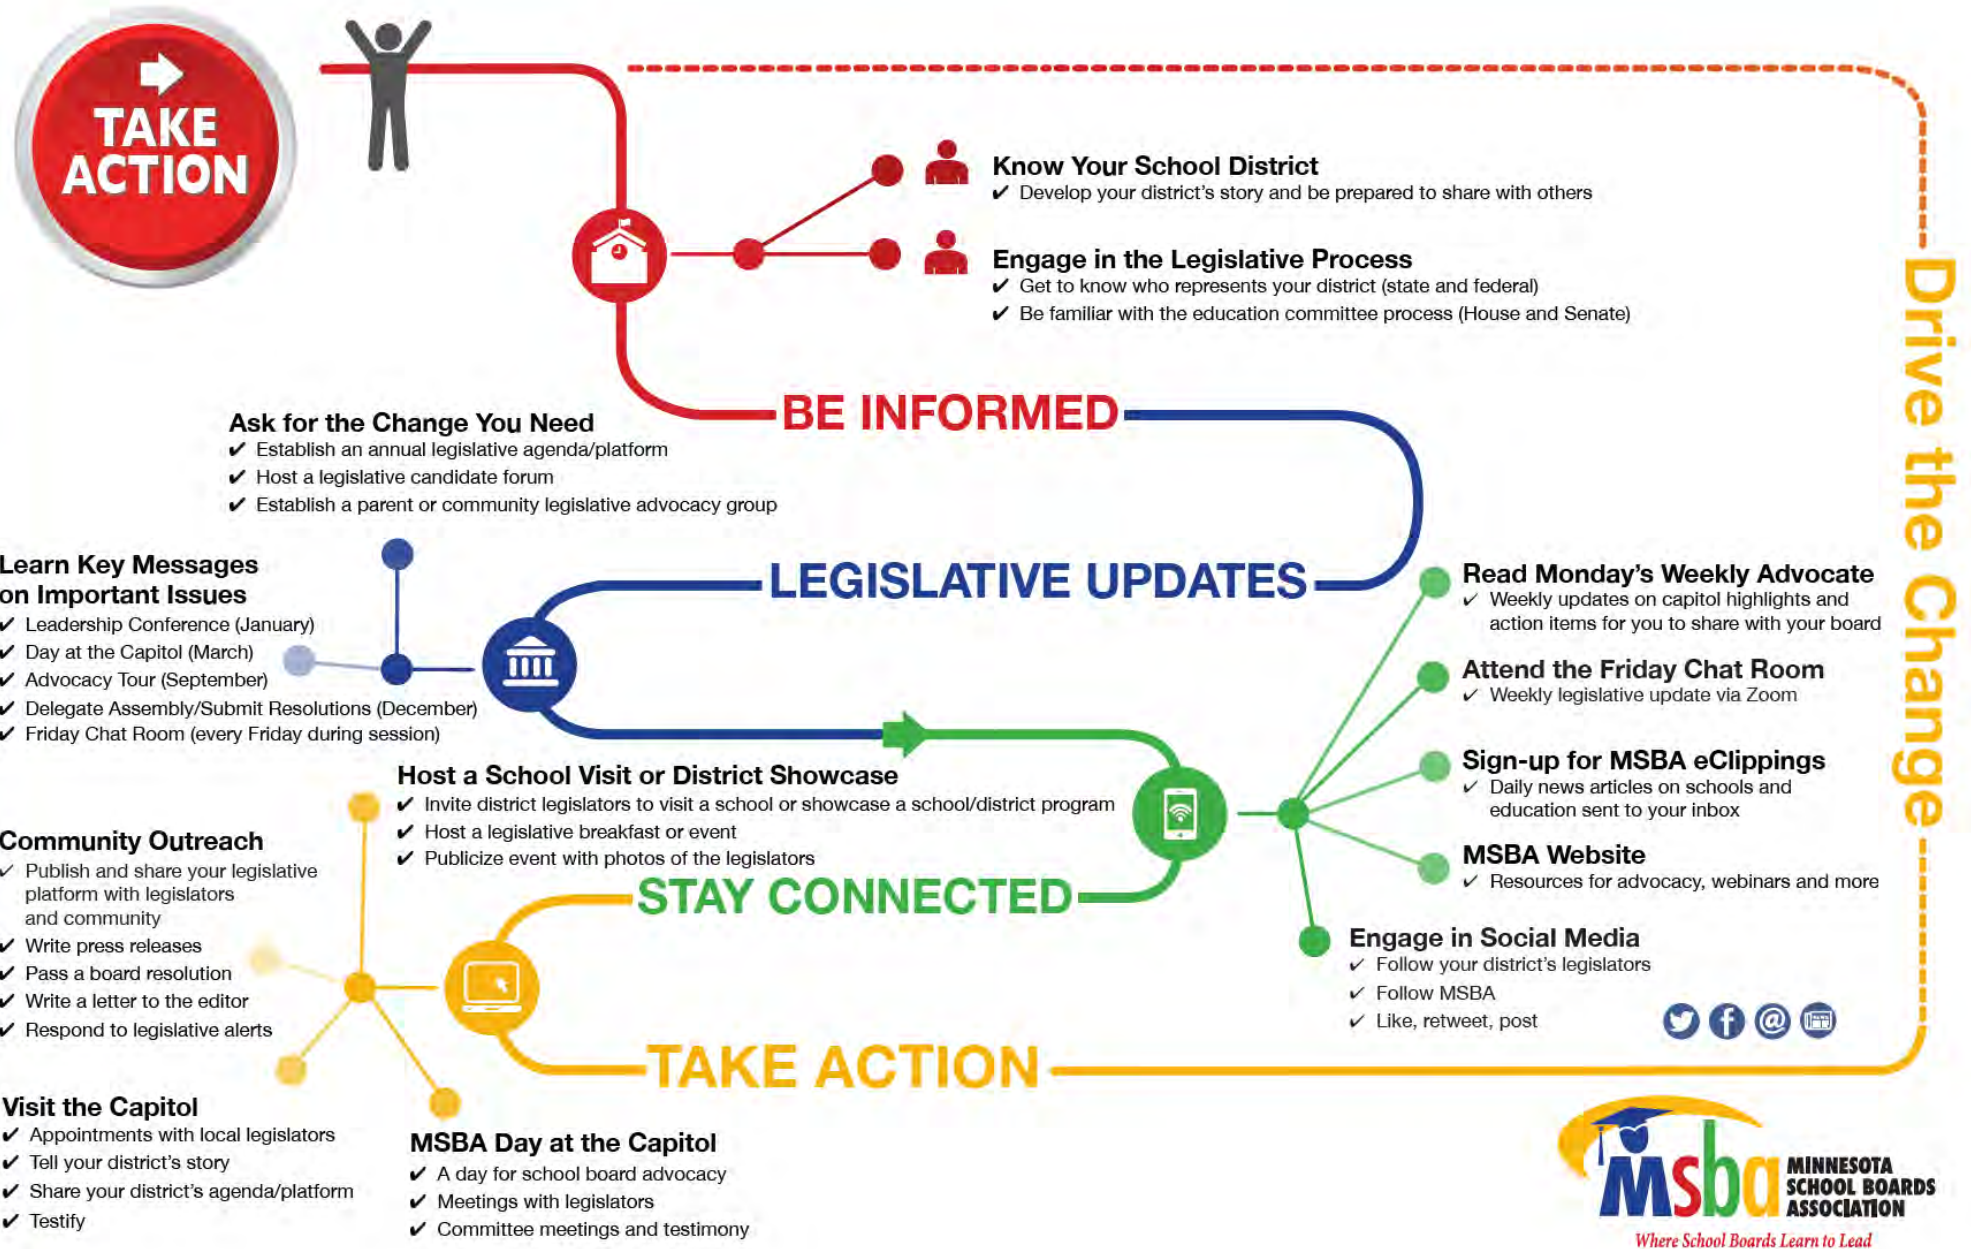 TAKE
ACTION
Know Your School District
✔ Develop your district's story and be prepared to share with others
Engage in the Legislative Process
✔ Get to know who represents your district (state and federal)
✔ Be familiar with the education committee process (House and Senate)
BE INFORMED
Ask for the Change You Need
✔ Establish an annual legislative agenda/platform
✔ Host a legislative candidate forum
✔ Establish a parent or community legislative advocacy group
Learn Key Messages
on Important Issues
✔ Leadership Conference (January)
✔ Day at the Capitol (March)
✔ Advocacy Tour (September)
✔ Delegate Assembly/Submit Resolutions (December)
✔ Friday Chat Room (every Friday during session)
LEGISLATIVE UPDATES
Read Monday's Weekly Advocate
✓ Weekly updates on capitol highlights and
action items for you to share with your board
Attend the Friday Chat Room
✓ Weekly legislative update via Zoom
Sign-up for MSBA eClippings
✓ Daily news articles on schools and
education sent to your inbox
MSBA Website
✓ Resources for advocacy, webinars and more
Engage in Social Media
✓ Follow your district's legislators
✓ Follow MSBA
✓ Like, retweet, post
STAY CONNECTED
Host a School Visit or District Showcase
✔ Invite district legislators to visit a school or showcase a school/district program
✔ Host a legislative breakfast or event
✔ Publicize event with photos of the legislators
Community Outreach
✓ Publish and share your legislative
platform with legislators
and community
✔ Write press releases
✔ Pass a board resolution
✔ Write a letter to the editor
✔ Respond to legislative alerts
Visit the Capitol
✔ Appointments with local legislators
✔ Tell your district's story
✔ Share your district's agenda/platform
✔ Testify
MSBA Day at the Capitol
✔ A day for school board advocacy
✔ Meetings with legislators
✔ Committee meetings and testimony
TAKE ACTION
Drive the Change
msba
MINNESOTA
SCHOOL BOARDS
ASSOCIATION
Where School Boards Learn to Lead